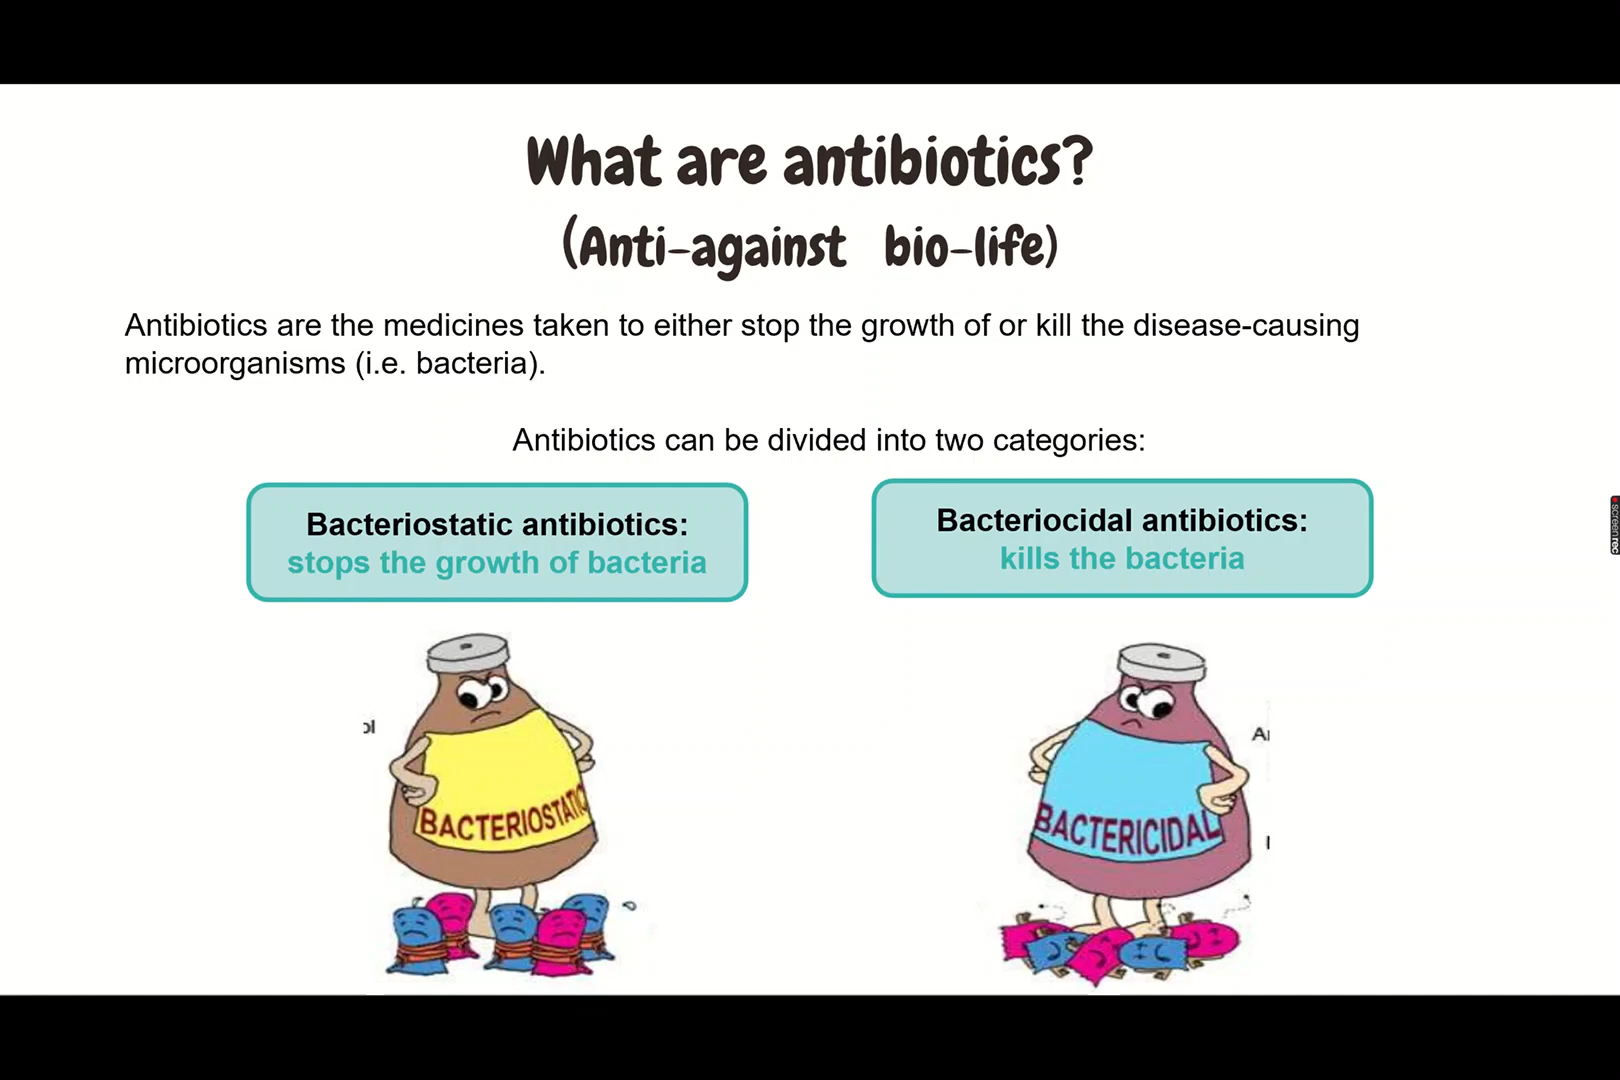 What are antibiotics?
(Anti-against bio-life)
Antibiotics are the medicines taken to either stop the growth of or kill the disease-causing
microorganisms (i.e. bacteria).
Antibiotics can be divided into two categories:
Bacteriostatic antibiotics:
stops the growth of bacteria
Bacteriocidal antibiotics:
kills the bacteria
BACTERIOSTATIC
BACTERICIDAL
screenrec